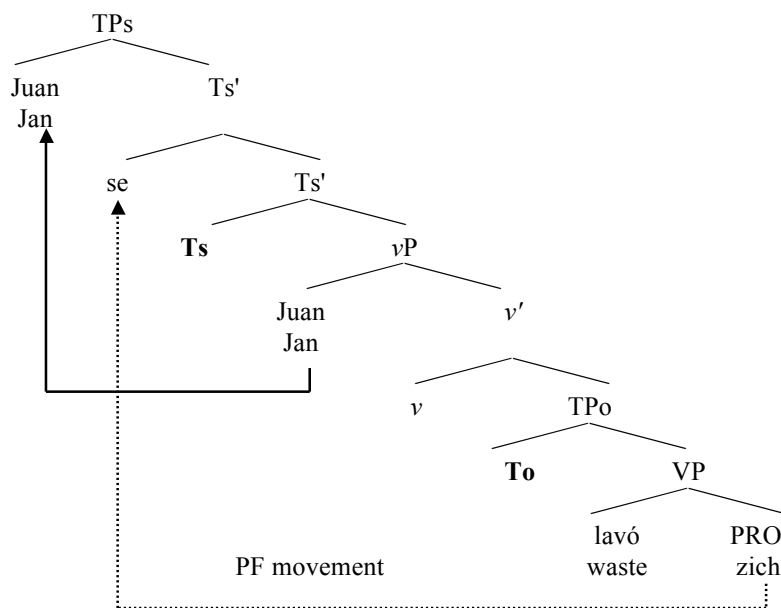 TPs
Juan Ts'
Jan
se Ts'
Ts vP
Juan v'
Jan
v TPo
To VP
lavó PRO
waste zich
PF movement